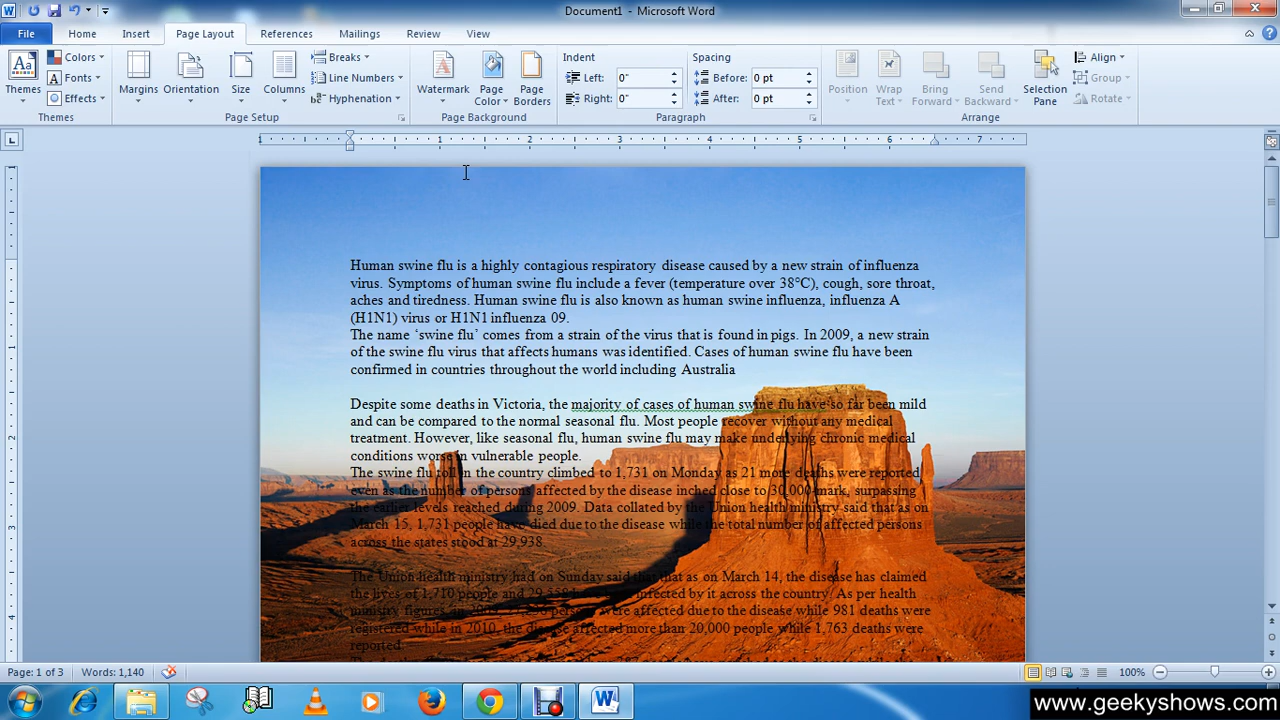 Document1 - Microsoft Word
File Home Insert Page Layout References Mailings Review View
Themes
Colors
Fonts
Effects
Themes
Margins
Orientation
Size
Columns
Breaks
Line Numbers
Hyphenation
Page Setup
Watermark
Page Color
Page Borders
Page Background
Indent
Left: 0"
Right: 0"
Spacing
Before: 0 pt
After: 0 pt
Paragraph
Position
Wrap Text
Bring Forward
Send Backward
Selection Pane
Align
Group
Rotate
Arrange
1 1 2 3 4 5 6 7
Human swine flu is a highly contagious respiratory disease caused by a new strain of influenza
virus. Symptoms of human swine flu include a fever (temperature over 38°C), cough, sore throat,
aches and tiredness. Human swine flu is also known as human swine influenza, influenza A
(H1N1) virus or H1N1 influenza 09.
The name ‘swine flu’ comes from a strain of the virus that is found in pigs. In 2009, a new strain
of the swine flu virus that affects humans was identified. Cases of human swine flu have been
confirmed in countries throughout the world including Australia
Despite some deaths in Victoria, the majority of cases of human swine flu have so far been mild
and can be compared to the normal seasonal flu. Most people recover without any medical
treatment. However, like seasonal flu, human swine flu may make underlying chronic medical
conditions worse in vulnerable people.
The swine flu toll in the country climbed to 1,731 on Monday as 21 more deaths were reported
even as the number of persons affected by the disease inched close to 30,000 mark, surpassing
the earlier levels reached during 2009. Data collated by the Union health ministry said that as on
March 15, 1,731 people have died due to the disease while the total number of affected persons
across the states stood at 29,938.
The Union health ministry had on Sunday said that that as on March 14, the disease has claimed
the lives of 1,710 people and infected by it across the country. As per health
ministry figures, in persons were affected due to the disease while 981 deaths were
registered while in 2010, the disease affected more than 20,000 people while 1,763 deaths were
reported.
Page: 1 of 3 Words: 1,140 100%
www.geekyshows.com